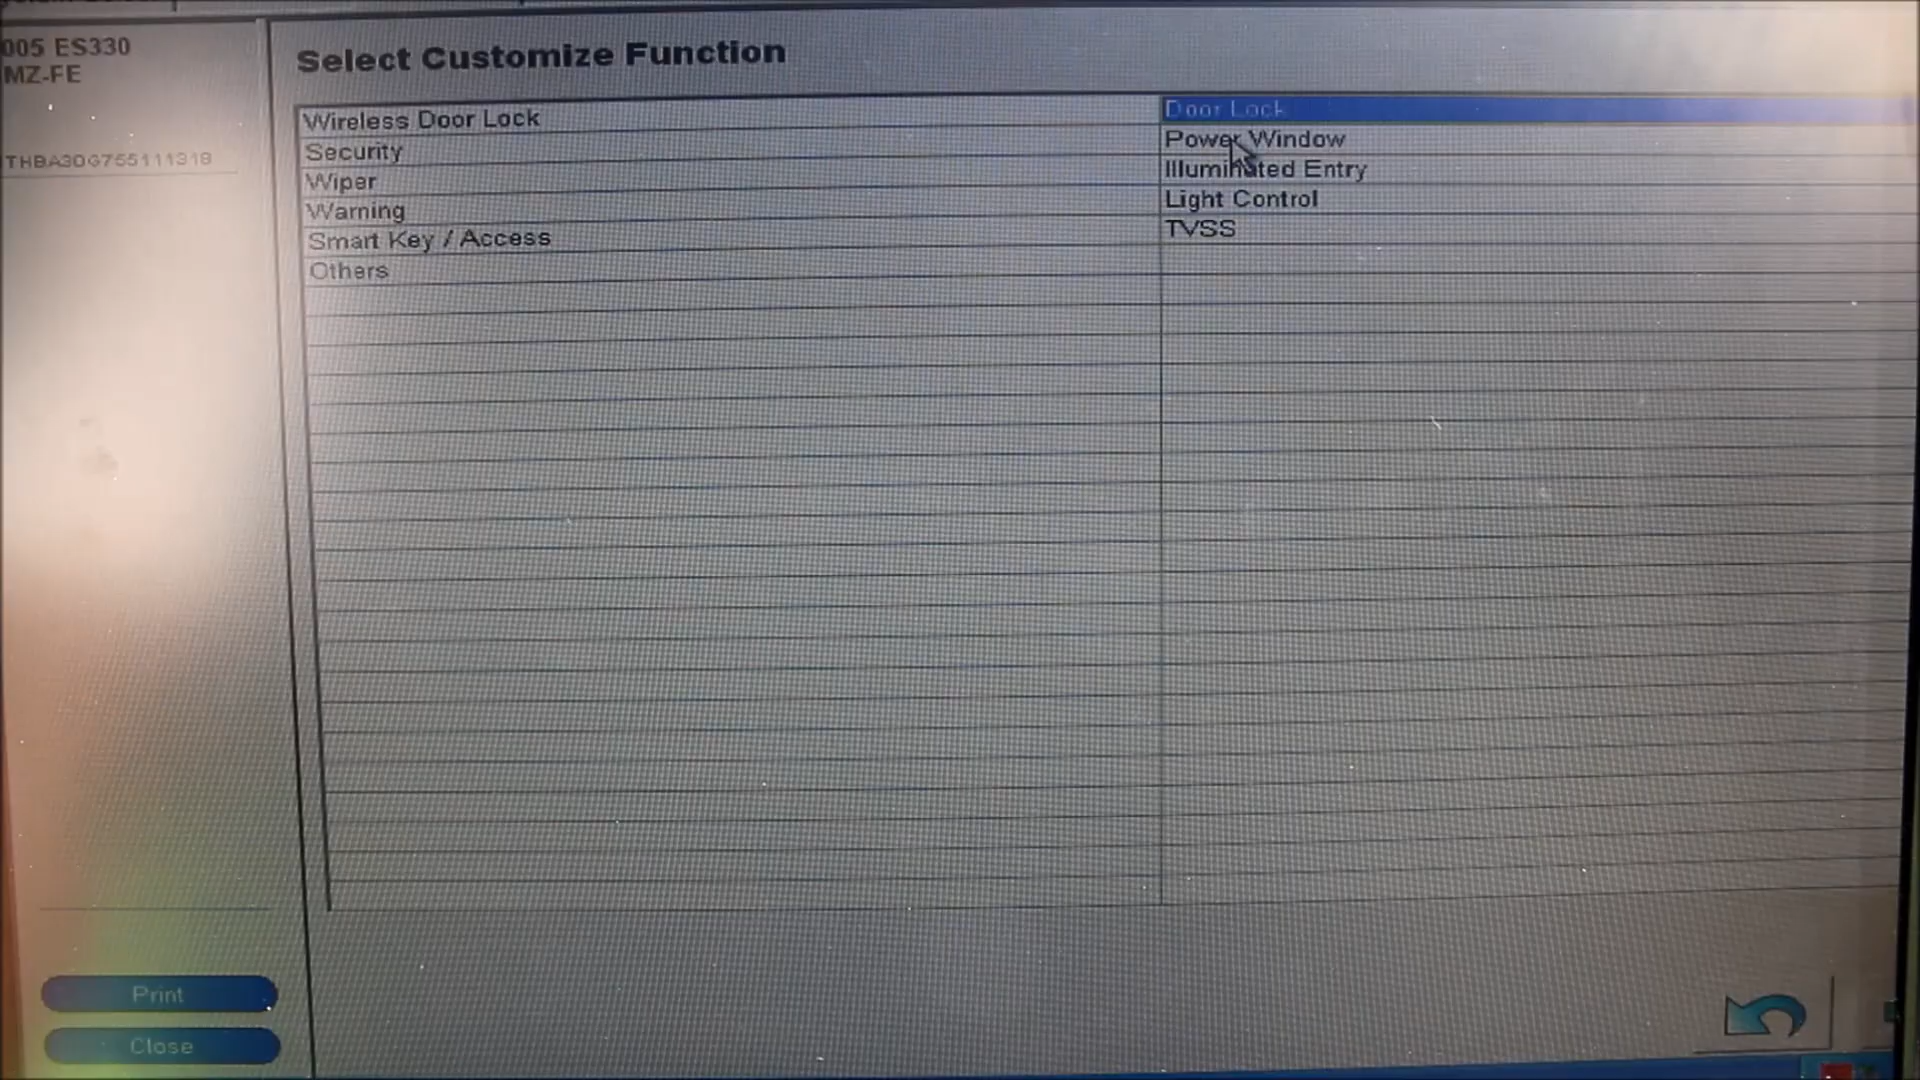 005 ES330
MZ-FE
THBA30G755111318
Select Customize Function
Wireless Door Lock
Security
Wiper
Warning
Smart Key / Access
Others
Door Lock
Power Window
Illuminated Entry
Light Control
TVSS
Print
Close